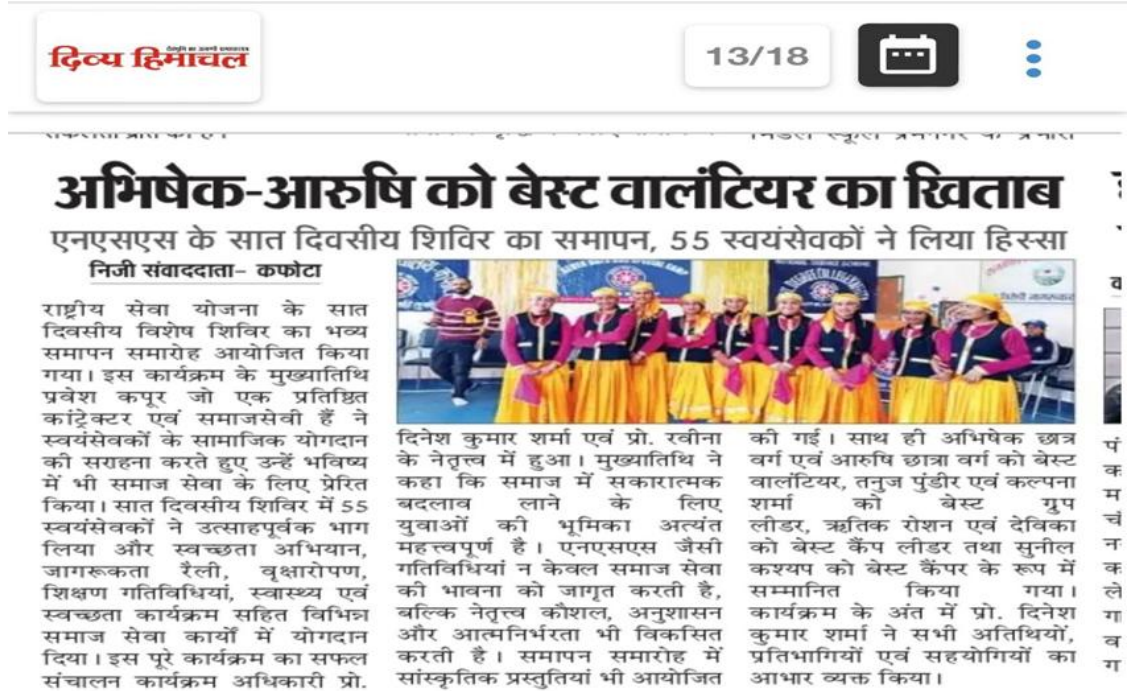 दिव्य हिमाचल
13/18
अभिषेक-आरुषि को बेस्ट वालंटियर का खिताब
एनएसएस के सात दिवसीय शिविर का समापन, 55 स्वयंसेवकों ने लिया हिस्सा
निजी संवाददाता- कफोटा
राष्ट्रीय सेवा योजना के सात
दिवसीय विशेष शिविर का भव्य
समापन समारोह आयोजित किया
गया। इस कार्यक्रम के मुख्यातिथि
प्रवेश कपूर जो एक प्रतिष्ठित
कांट्रेक्टर एवं समाजसेवी हैं ने
स्वयंसेवकों के सामाजिक योगदान
की सराहना करते हुए उन्हें भविष्य
में भी समाज सेवा के लिए प्रेरित
किया। सात दिवसीय शिविर में 55
स्वयंसेवकों ने उत्साहपूर्वक भाग
लिया और स्वच्छता अभियान,
जागरूकता रैली, वृक्षारोपण,
शिक्षण गतिविधियां, स्वास्थ्य एवं
स्वच्छता कार्यक्रम सहित विभिन्न
समाज सेवा कार्यों में योगदान
दिया। इस पूरे कार्यक्रम का सफल
संचालन कार्यक्रम अधिकारी प्रो.
दिनेश कुमार शर्मा एवं प्रो. रवीना
के नेतृत्व में हुआ। मुख्यातिथि ने
कहा कि समाज में सकारात्मक
बदलाव लाने के लिए
युवाओं की भूमिका अत्यंत
महत्त्वपूर्ण है। एनएसएस जैसी
गतिविधियां न केवल समाज सेवा
की भावना को जागृत करती है,
बल्कि नेतृत्व कौशल, अनुशासन
और आत्मनिर्भरता भी विकसित
करती है। समापन समारोह में
सांस्कृतिक प्रस्तुतियां भी आयोजित
की गई। साथ ही अभिषेक छात्र
वर्ग एवं आरुषि छात्रा वर्ग को बेस्ट
वालंटियर, तनुज पुंडीर एवं कल्पना
शर्मा को बेस्ट ग्रुप
लीडर, ऋतिक रोशन एवं देविका
को बेस्ट कैंप लीडर तथा सुनील
कश्यप को बेस्ट कैंपर के रूप में
सम्मानित किया गया।
कार्यक्रम के अंत में प्रो. दिनेश
कुमार शर्मा ने सभी अतिथियों,
प्रतिभागियों एवं सहयोगियों का
आभार व्यक्त किया।